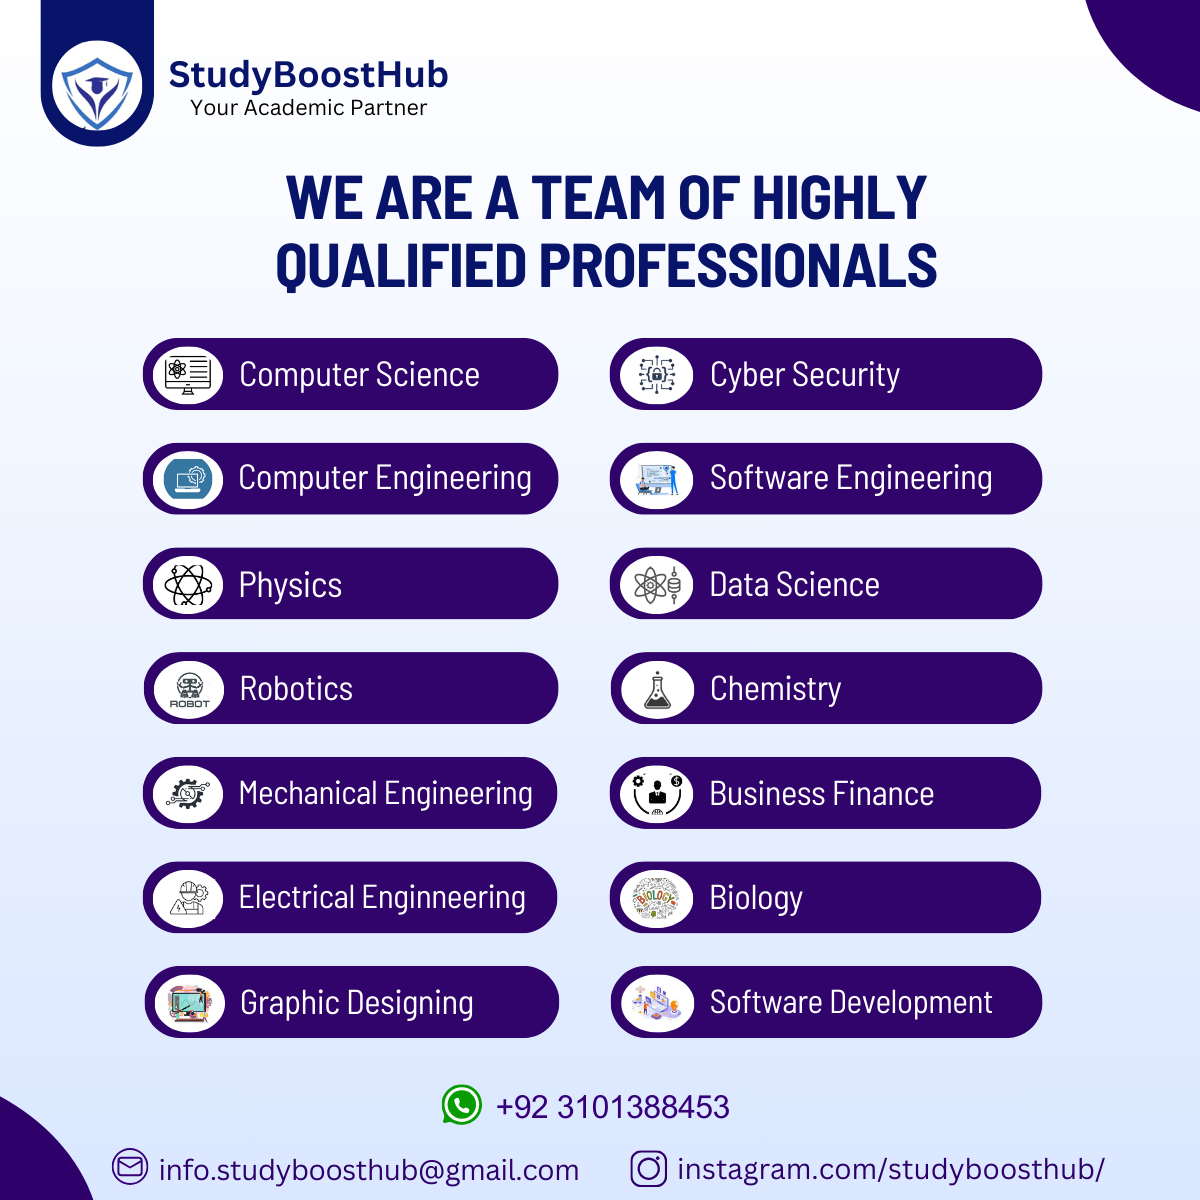 StudyBoostHub
Your Academic Partner
WE ARE A TEAM OF HIGHLY
QUALIFIED PROFESSIONALS
Computer Science
Cyber Security
Computer Engineering
Software Engineering
Physics
Data Science
ROBOT
Robotics
Chemistry
Mechanical Engineering
$
Business Finance
Electrical Enginneering
BIOLOGY
Biology
Graphic Designing
Software Development
+92 3101388453
info.studyboosthub@gmail.com
instagram.com/studyboosthub/